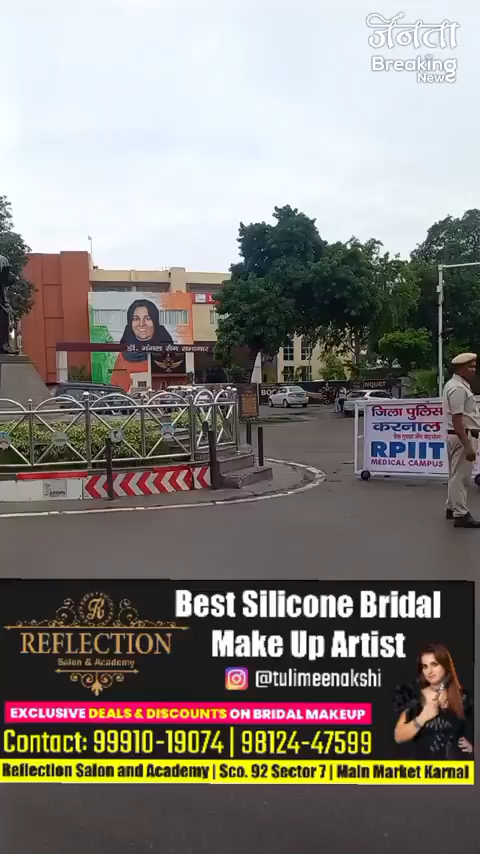 जनता
Breaking
News
डॉ. मंगल सेन सभागार
जिला पुलिस
करनाल
RPIIT
MEDICAL CAMPUS
R
REFLECTION
Salon & Academy
Best Silicone Bridal
Make Up Artist
@tulimeenakshi
EXCLUSIVE DEALS & DISCOUNTS ON BRIDAL MAKEUP
Contact: 99910-19074 | 98124-47599
Reflection Salon and Academy | Sco. 92 Sector 7 | Main Market Karnal